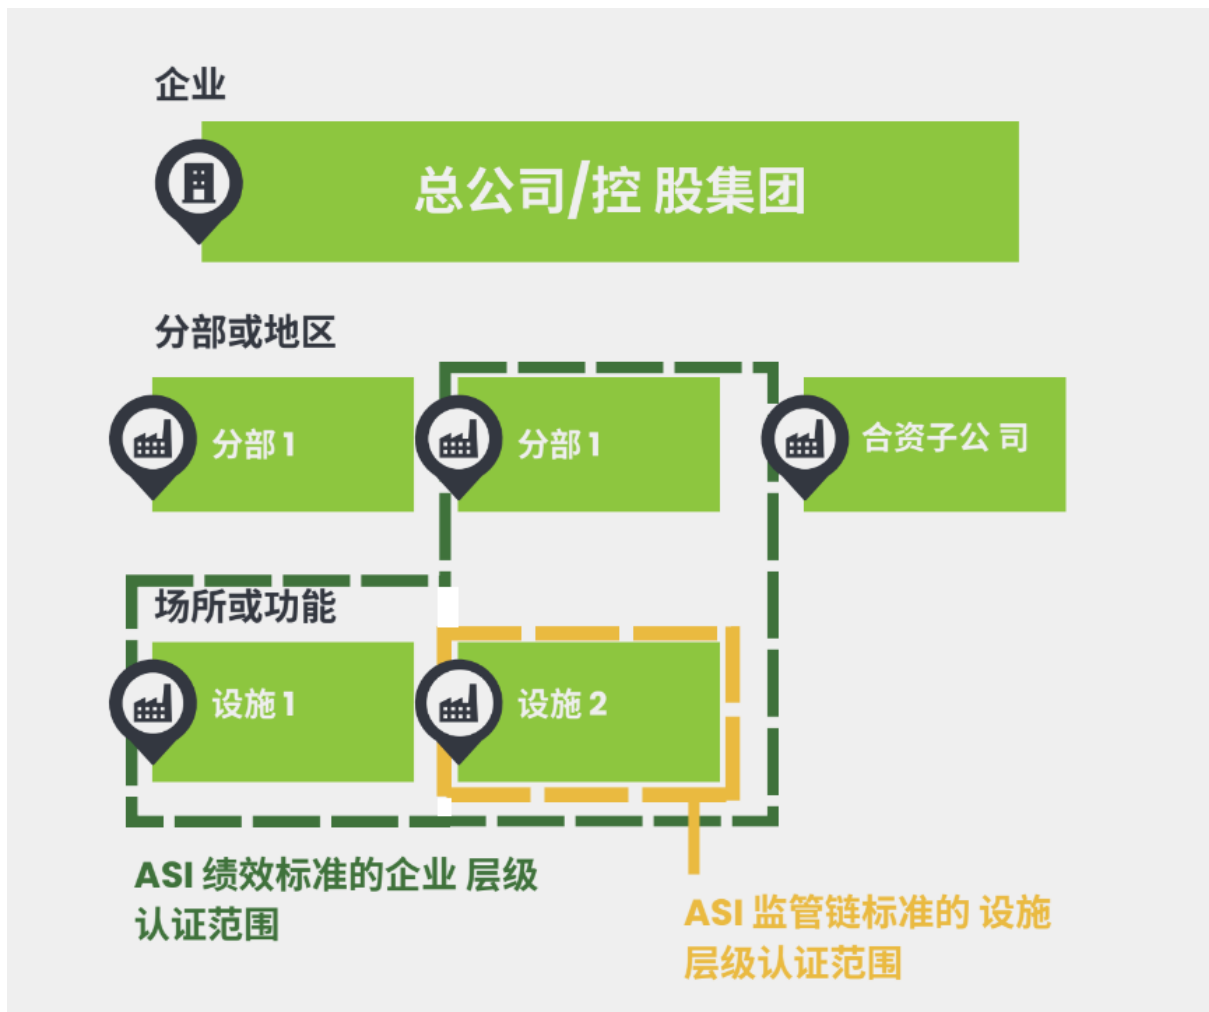 企业
总公司/控 股集团
分部或地区
分部 1
分部 1
合资子公 司
场所或功能
设施 1
设施 2
ASI 绩效标准的企业 层级
认证范围
ASI 监管链标准的 设施
层级认证范围